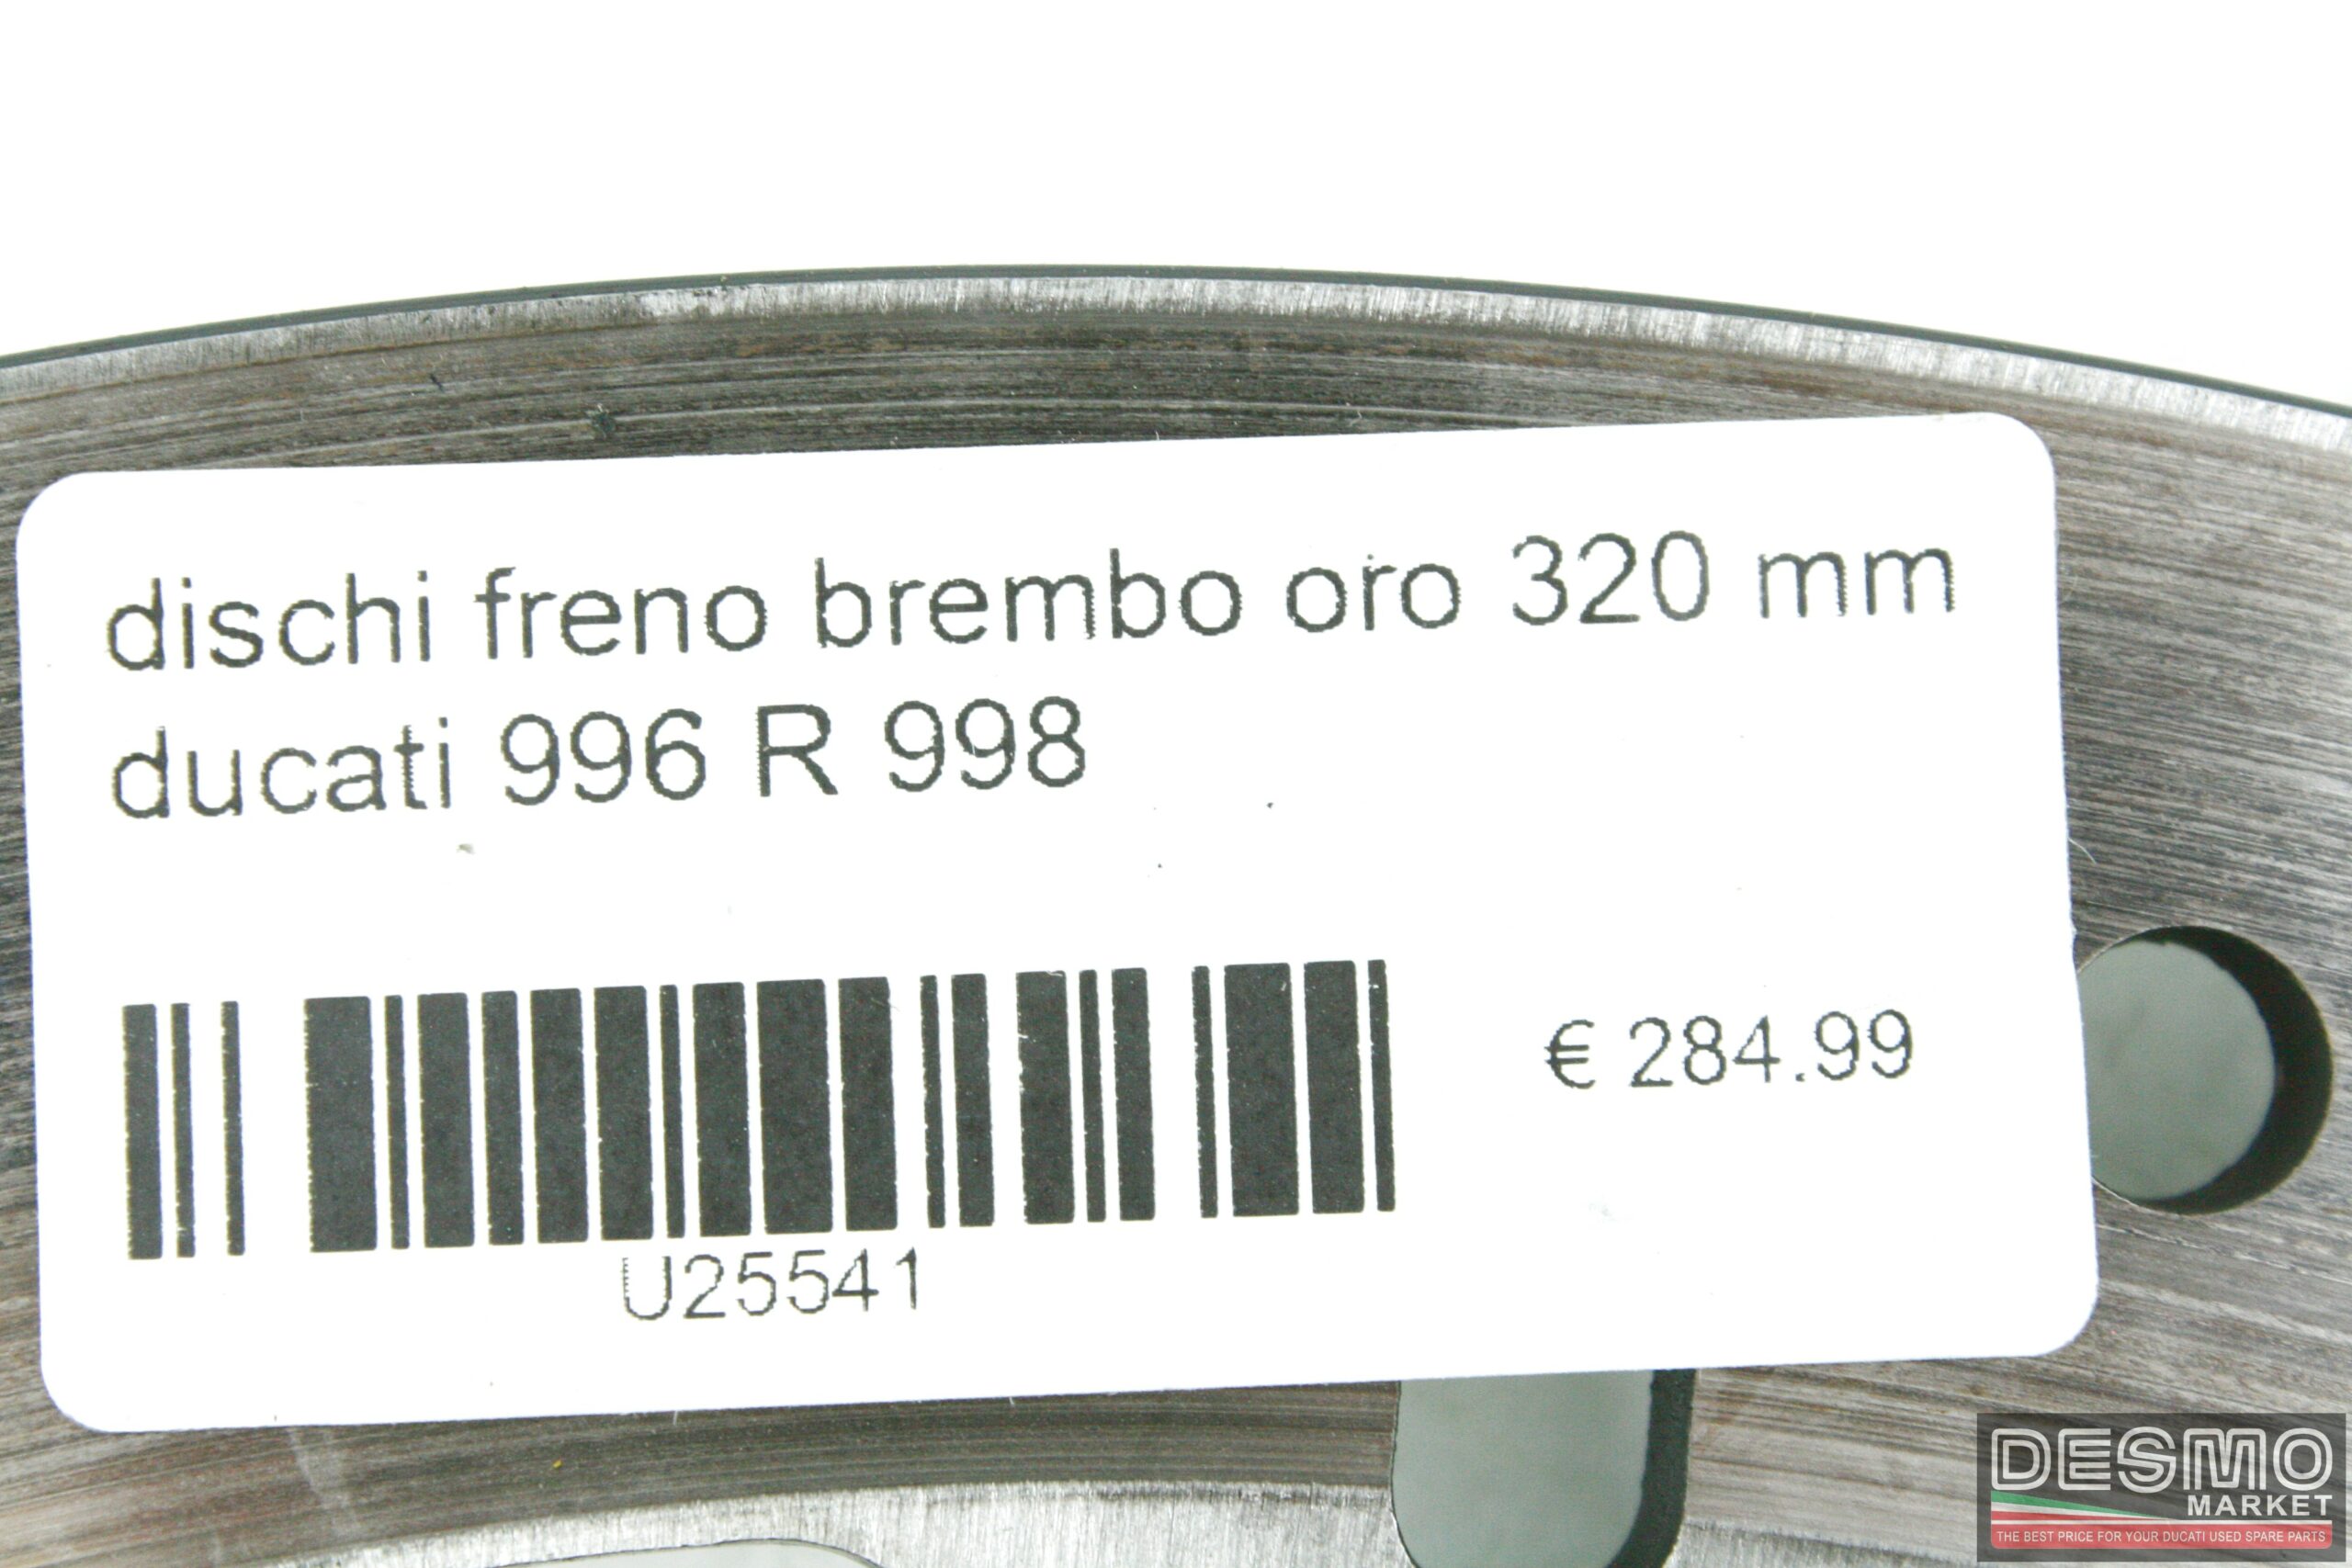 dischi freno brembo oro 320 mm
ducati 996 R 998
€ 284.99
U25541
DESMO
MARKET
THE BEST PRICE FOR YOUR DUCATI USED SPARE PARTS